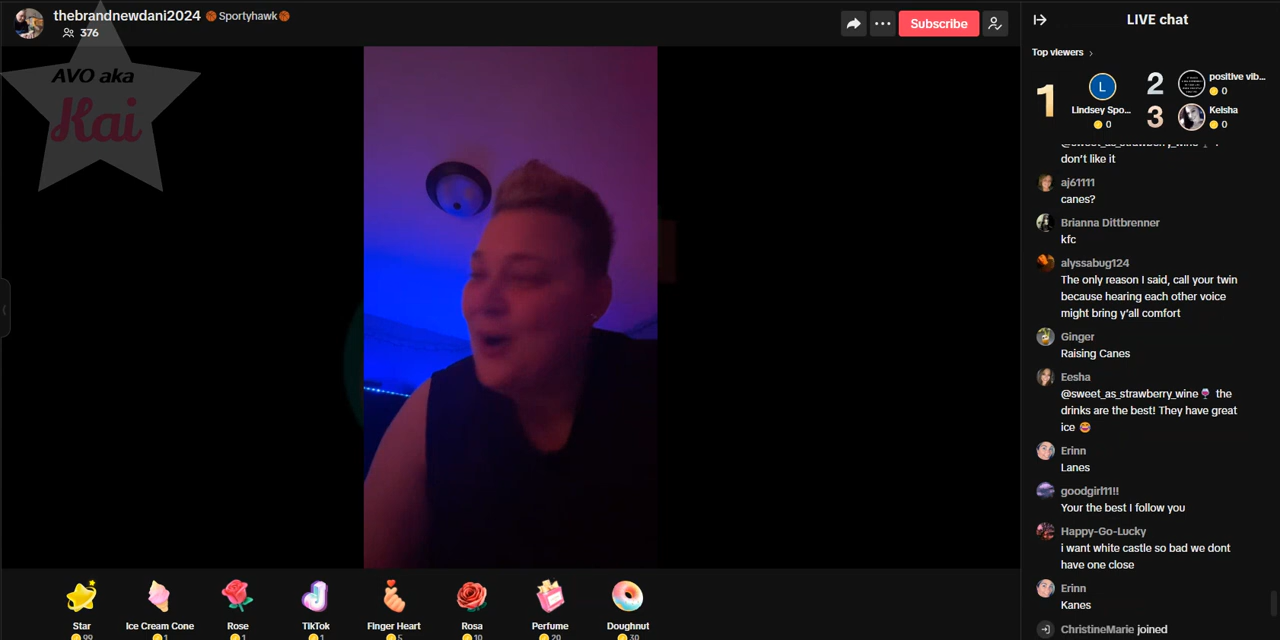 thebrandnewdani2024 🏀 Sportyhawk🏀
376
Subscribe
AVO aka
Kai
LIVE chat
Top viewers >
1
L
Lindsey Spo...
0
2
positive vib...
0
3
Keisha
0
don't like it
aj61111
canes?
Brianna Dittbrenner
kfc
alyssabug124
The only reason I said, call your twin
because hearing each other voice
might bring y'all comfort
Ginger
Raising Canes
Eesha
@sweet_as_strawberry_wine🍷 the
drinks are the best! They have great
ice 🤩
Erinn
Lanes
goodgirl11!!
Your the best I follow you
Happy-Go-Lucky
i want white castle so bad we dont
have one close
Erinn
Kanes
ChristineMarie joined
Star
99
Ice Cream Cone
1
Rose
1
TikTok
1
Finger Heart
5
Rosa
10
Perfume
20
Doughnut
30